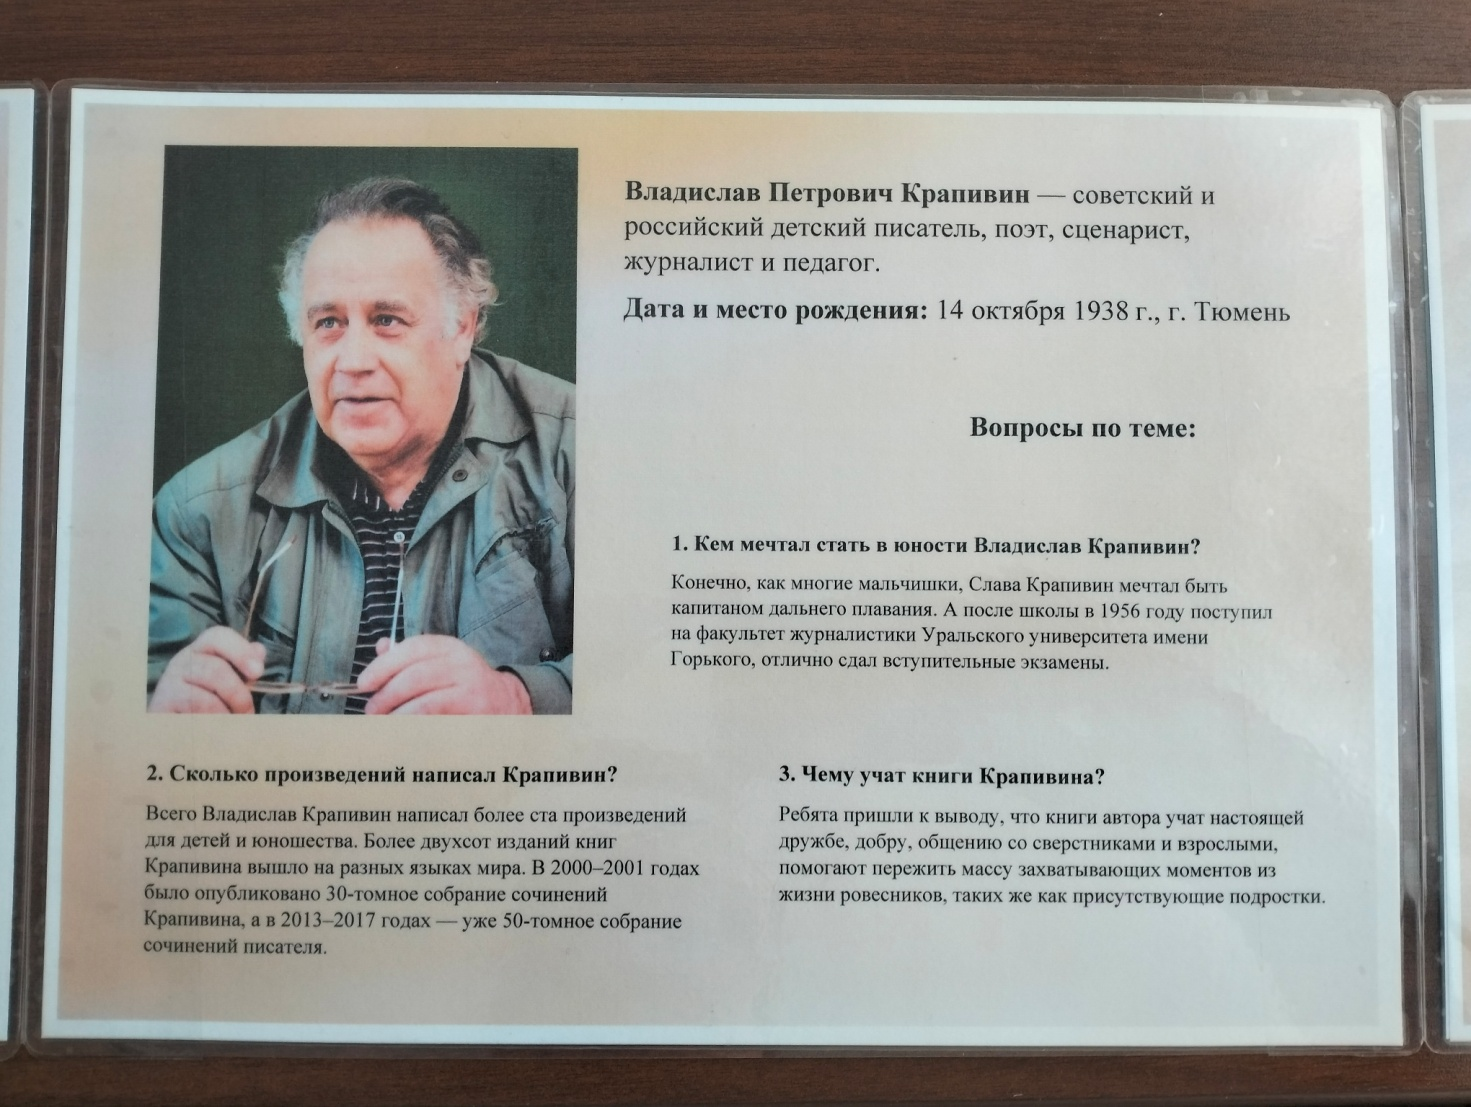 Владислав Петрович Крапивин — советский и
российский детский писатель, поэт, сценарист,
журналист и педагог.
Дата и место рождения: 14 октября 1938 г., г. Тюмень
Вопросы по теме:
1. Кем мечтал стать в юности Владислав Крапивин?
Конечно, как многие мальчишки, Слава Крапивин мечтал быть
капитаном дальнего плавания. А после школы в 1956 году поступил
на факультет журналистики Уральского университета имени
Горького, отлично сдал вступительные экзамены.
2. Сколько произведений написал Крапивин?
Всего Владислав Крапивин написал более ста произведений
для детей и юношества. Более двухсот изданий книг
Крапивина вышло на разных языках мира. В 2000–2001 годах
было опубликовано 30-томное собрание сочинений
Крапивина, а в 2013–2017 годах — уже 50-томное собрание
сочинений писателя.
3. Чему учат книги Крапивина?
Ребята пришли к выводу, что книги автора учат настоящей
дружбе, добру, общению со сверстниками и взрослыми,
помогают пережить массу захватывающих моментов из
жизни ровесников, таких же как присутствующие подростки.